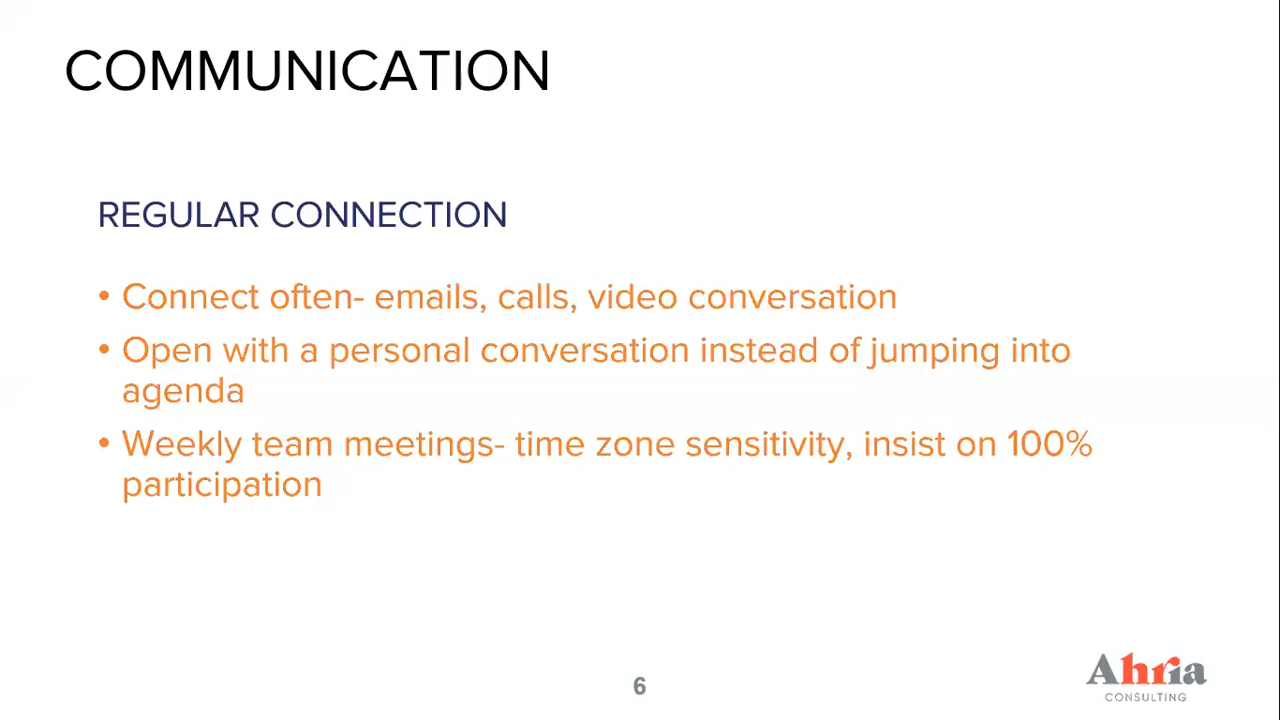 COMMUNICATION
REGULAR CONNECTION
• Connect often- emails, calls, video conversation
• Open with a personal conversation instead of jumping into
agenda
• Weekly team meetings- time zone sensitivity, insist on 100%
participation
6
Ahria
CONSULTING